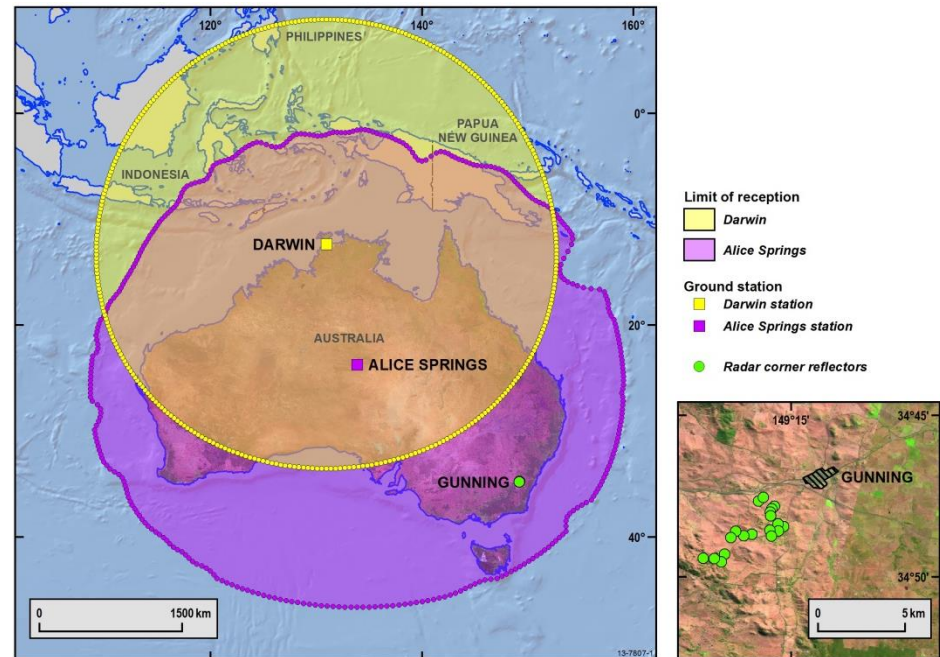 120°
140°
160°
PHILIPPINES
0°
PAPUA
NEW GUINEA
INDONESIA
DARWIN
20°
AUSTRALIA
ALICE SPRINGS
GUNNING
40°
0
1500 km
13-7807-1
Limit of reception
Darwin
Alice Springs
Ground station
Darwin station
Alice Springs station
Radar corner reflectors
149°15'
34°45'
GUNNING
34°50'
0
5 km